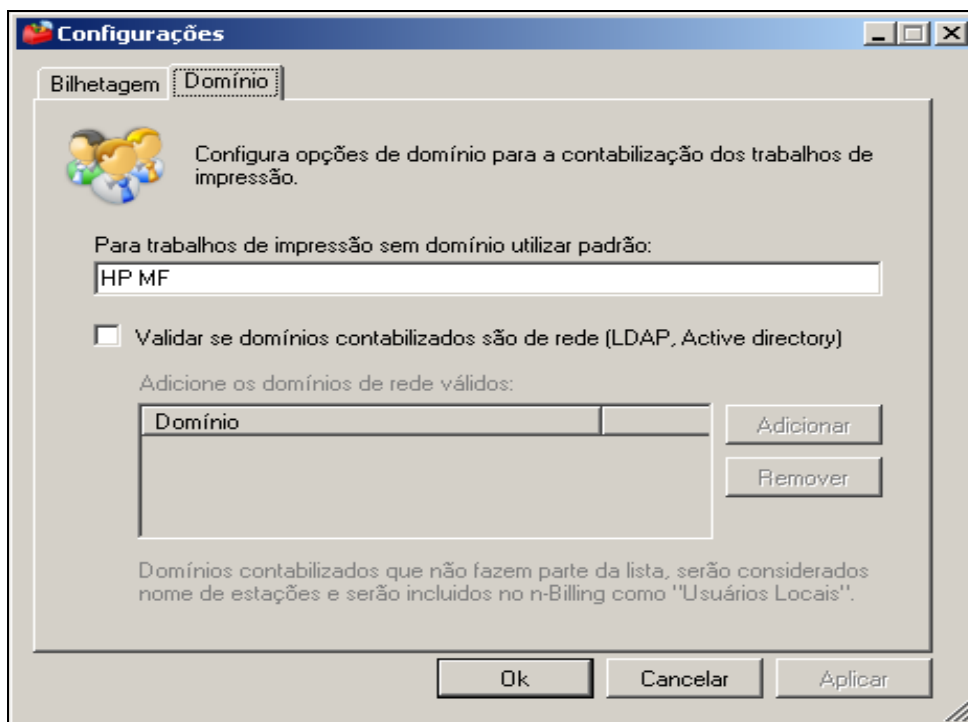 Configurações
Bilhetagem Domínio
Configura opções de domínio para a contabilização dos trabalhos de
impressão.
Para trabalhos de impressão sem domínio utilizar padrão:
HP MF
Validar se domínios contabilizados são de rede (LDAP, Active directory)
Adicione os domínios de rede válidos:
Domínio
Adicionar
Remover
Domínios contabilizados que não fazem parte da lista, serão considerados
nome de estações e serão incluidos no n-Billing como "Usuários Locais".
Ok Cancelar Aplicar